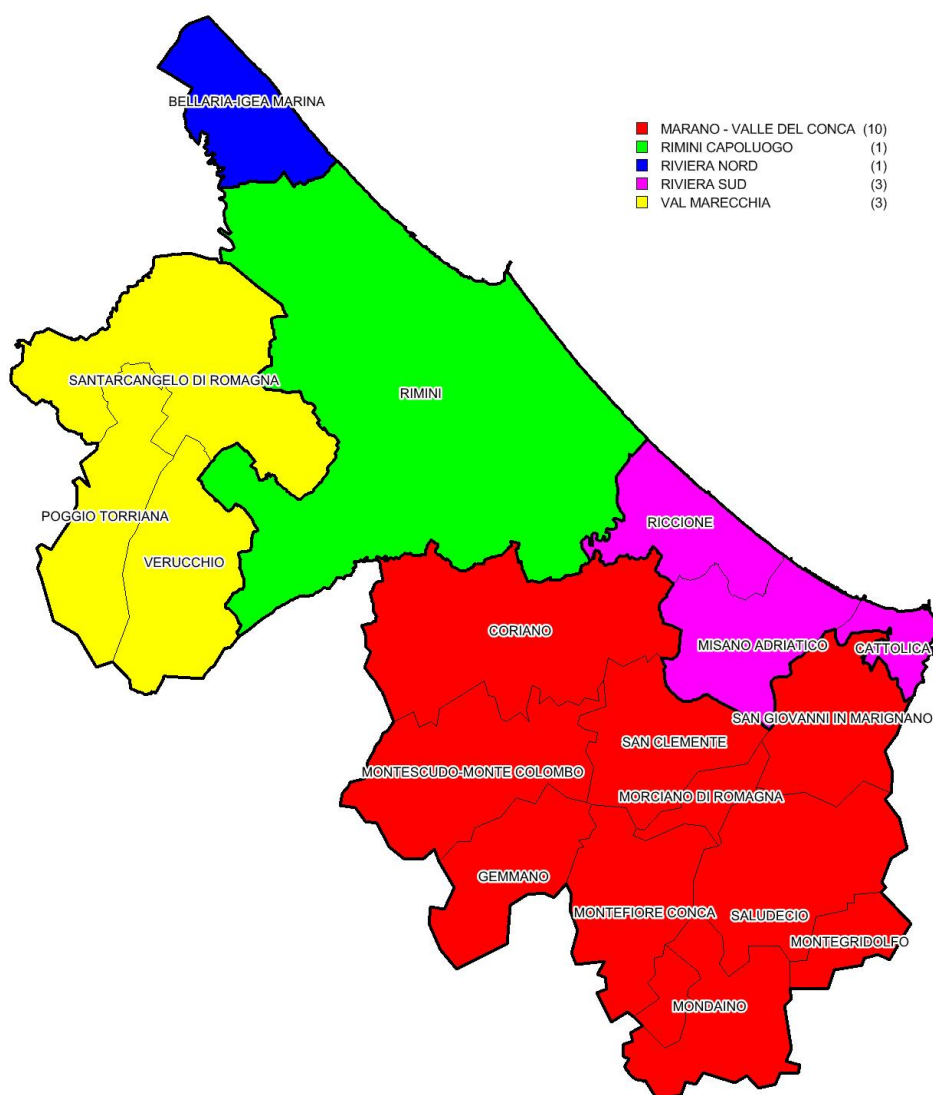 BELLARIA-IGEA MARINA
MARANO - VALLE DEL CONCA (10)
RIMINI CAPOLUOGO (1)
RIVIERA NORD (1)
RIVIERA SUD (3)
VAL MARECCHIA (3)
SANTARCANGELO DI ROMAGNA
RIMINI
POGGIO TORRIANA
RICCIONE
VERUCCHIO
CORIANO
MISANO ADRIATICO
CATTOLICA
SAN GIOVANNI IN MARIGNANO
SAN CLEMENTE
MONTESCUDO-MONTE COLOMBO
MORCIANO DI ROMAGNA
GEMMANO
MONTEFIORE CONCA
SALUDECIO
MONTEGRIDOLFO
MONDAINO